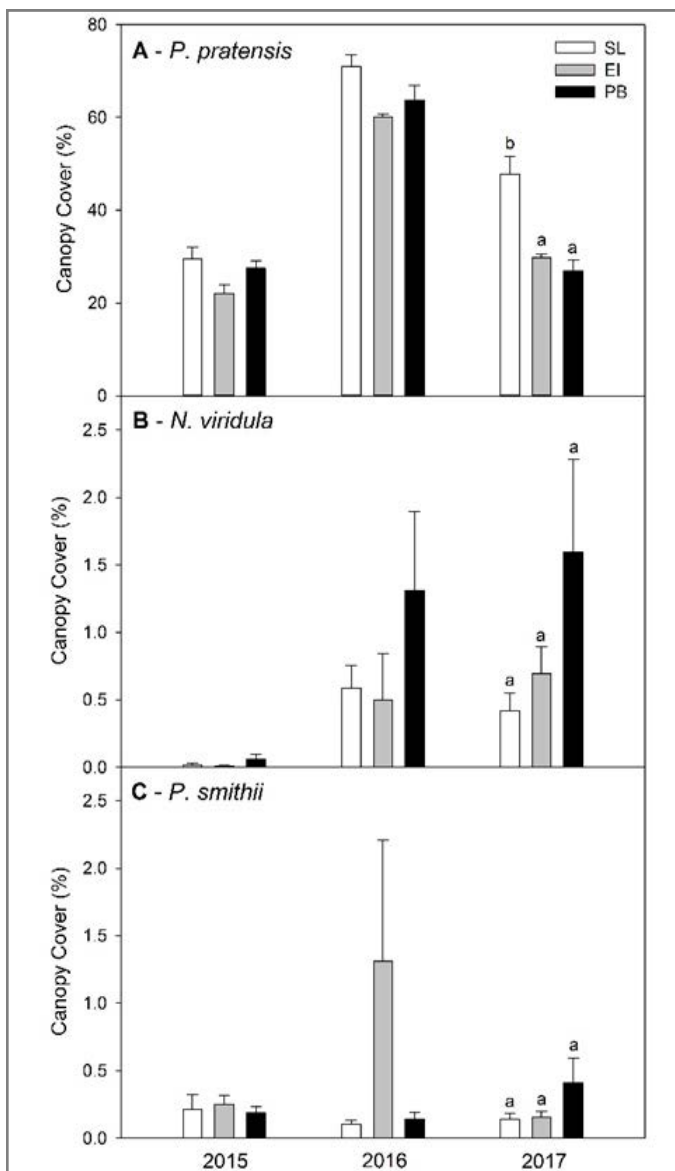 80
A - P. pratensis
SL
EI
PB
60
40
20
0
Canopy Cover (%)
b
a
a
B - N. viridula
2.5
2.0
1.5
1.0
0.5
0.0
Canopy Cover (%)
a
a
a
C - P. smithii
2.5
2.0
1.5
1.0
0.5
0.0
Canopy Cover (%)
a
a
a
2015 2016 2017